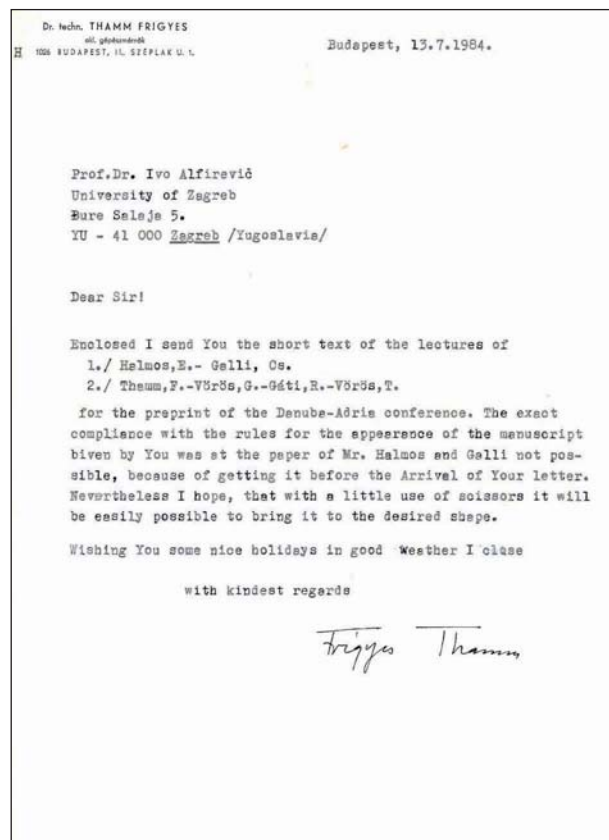 Dr. techn. THAMM FRIGYES
okl. gépészmérnök
H 1026 BUDAPEST, II. SZÉPLAK U. 1.
Budapest, 13.7.1984.
Prof.Dr. Ivo Alfirević
University of Zagreb
Đure Salaja 5.
YU - 41 000 Zagreb /Yugoslavia/
Dear Sir!
Enclosed I send You the short text of the lectures of
1./ Halmos,E.- Galli, Cs.
2./ Thamm,F.-Vörös,G.-Gáti,R.-Vörös,T.
for the preprint of the Danube-Adria conference. The exact
compliance with the rules for the appearance of the manuscript
biven by You was at the paper of Mr. Halmos and Galli not pos-
sible, because of getting it before the Arrival of Your letter.
Nevertheless I hope, that with a little use of scissors it will
be easily possible to bring it to the desired shape.
Wishing You some nice holidays in good Weather I close
with kindest regards
Frigyes Thamm